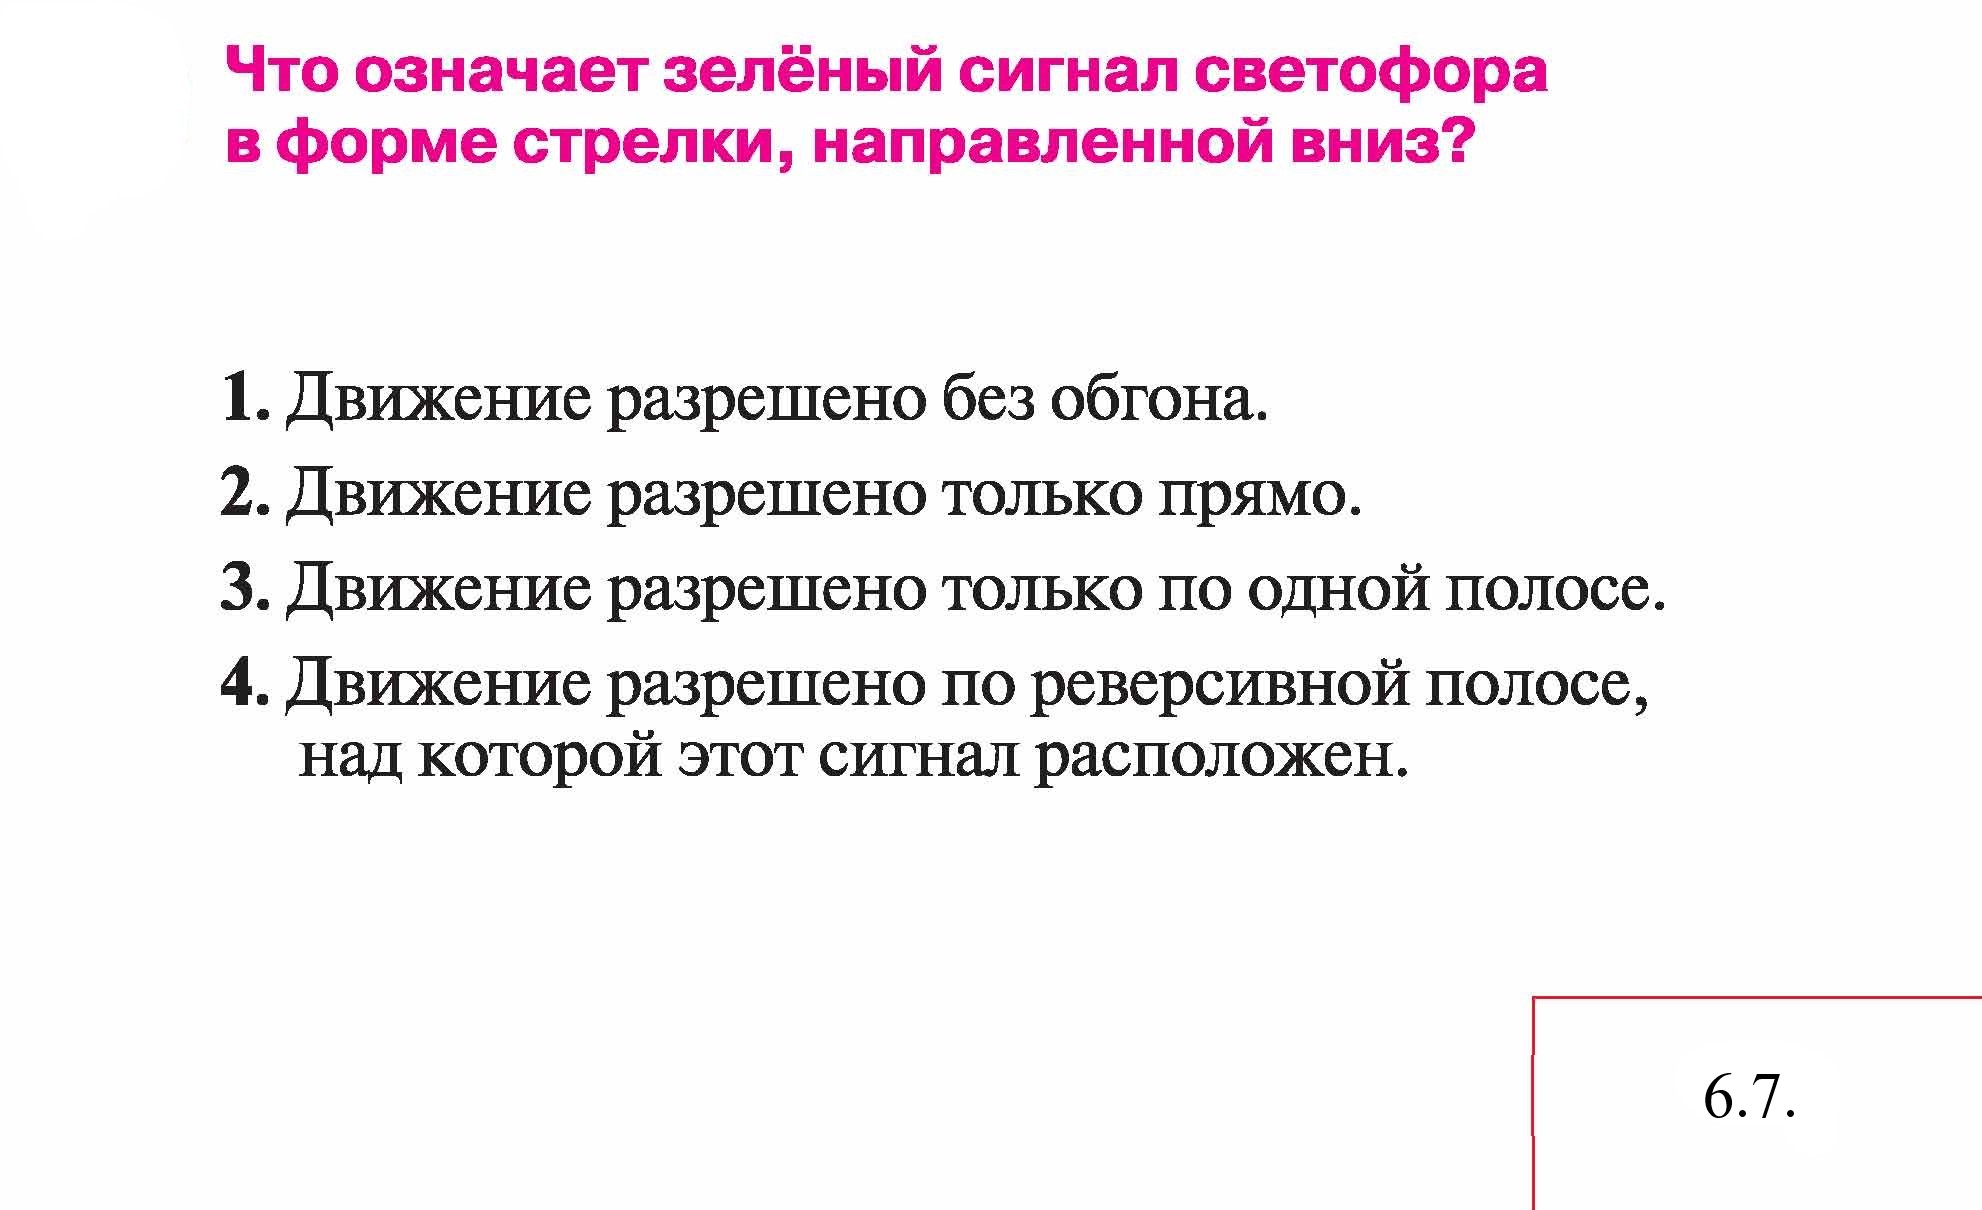 Что означает зелёный сигнал светофора
в форме стрелки, направленной вниз?
1. Движение разрешено без обгона.
2. Движение разрешено только прямо.
3. Движение разрешено только по одной полосе.
4. Движение разрешено по реверсивной полосе,
над которой этот сигнал расположен.
6.7.